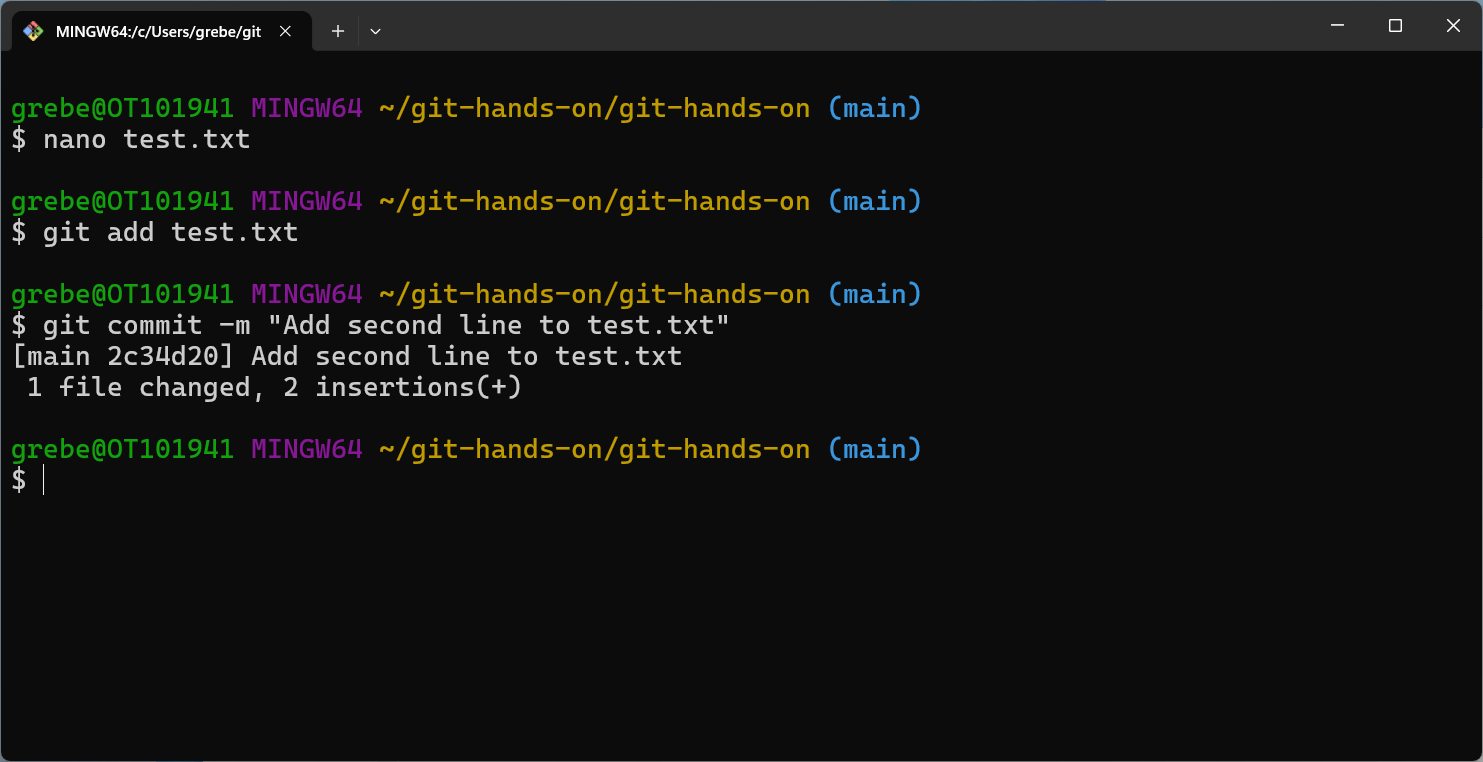 MINGW64:/c/Users/grebe/git
grebe@OT101941 MINGW64 ~/git-hands-on/git-hands-on (main)
$ nano test.txt
grebe@OT101941 MINGW64 ~/git-hands-on/git-hands-on (main)
$ git add test.txt
grebe@OT101941 MINGW64 ~/git-hands-on/git-hands-on (main)
$ git commit -m "Add second line to test.txt"
[main 2c34d20] Add second line to test.txt
 1 file changed, 2 insertions(+)
grebe@OT101941 MINGW64 ~/git-hands-on/git-hands-on (main)
$